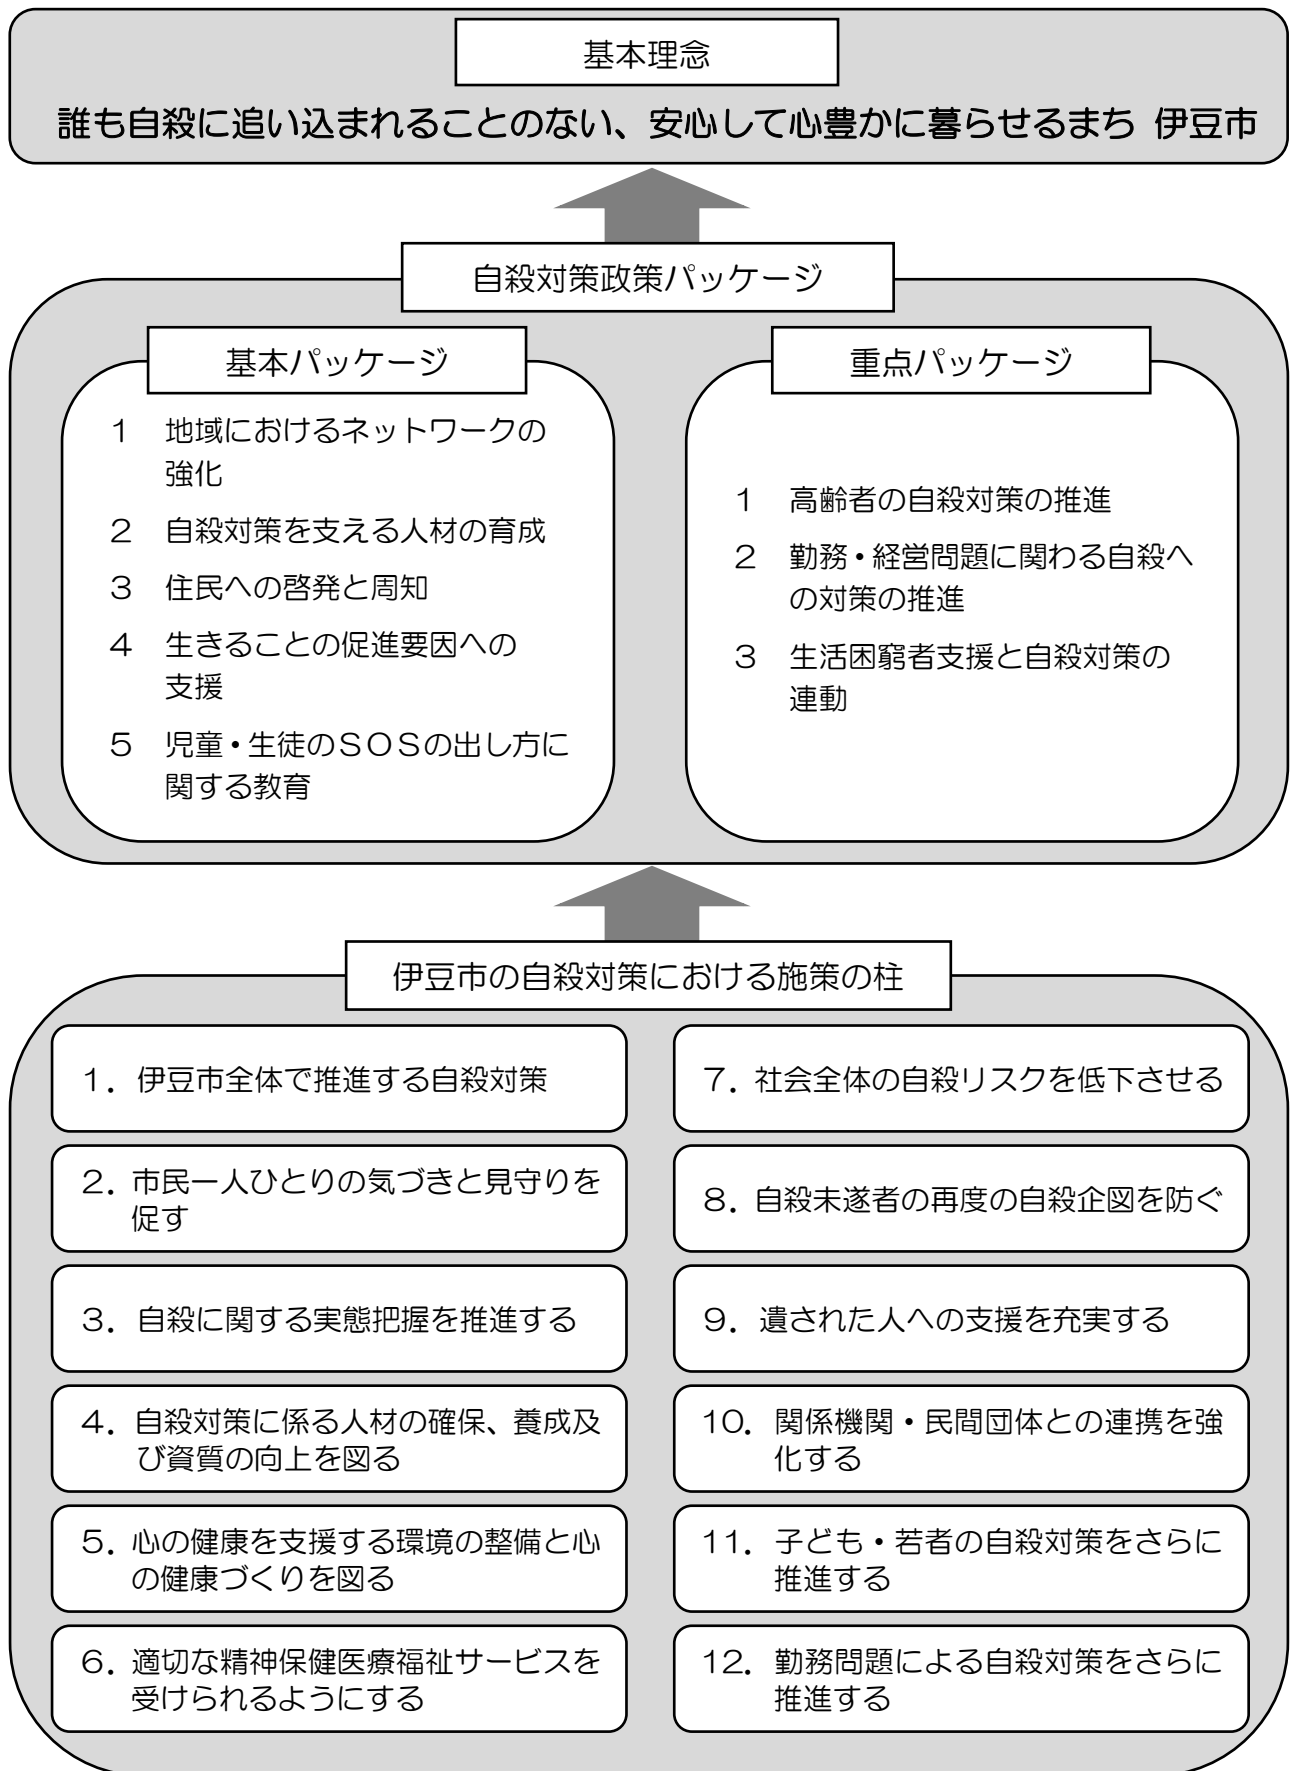 基本理念
誰も自殺に追い込まれることのない、安心して心豊かに暮らせるまち 伊豆市
自殺対策政策パッケージ
基本パッケージ
1 地域におけるネットワークの
強化
2 自殺対策を支える人材の育成
3 住民への啓発と周知
4 生きることの促進要因への
支援
5 児童・生徒のSOSの出し方に
関する教育
重点パッケージ
1 高齢者の自殺対策の推進
2 勤務・経営問題に関わる自殺へ
の対策の推進
3 生活困窮者支援と自殺対策の
連動
伊豆市の自殺対策における施策の柱
1. 伊豆市全体で推進する自殺対策
2. 市民一人ひとりの気づきと見守りを
促す
3. 自殺に関する実態把握を推進する
4. 自殺対策に係る人材の確保、養成及
び資質の向上を図る
5. 心の健康を支援する環境の整備と心
の健康づくりを図る
6. 適切な精神保健医療福祉サービスを
受けられるようにする
7. 社会全体の自殺リスクを低下させる
8. 自殺未遂者の再度の自殺企図を防ぐ
9. 遺された人への支援を充実する
10. 関係機関・民間団体との連携を強
化する
11. 子ども・若者の自殺対策をさらに
推進する
12. 勤務問題による自殺対策をさらに
推進する